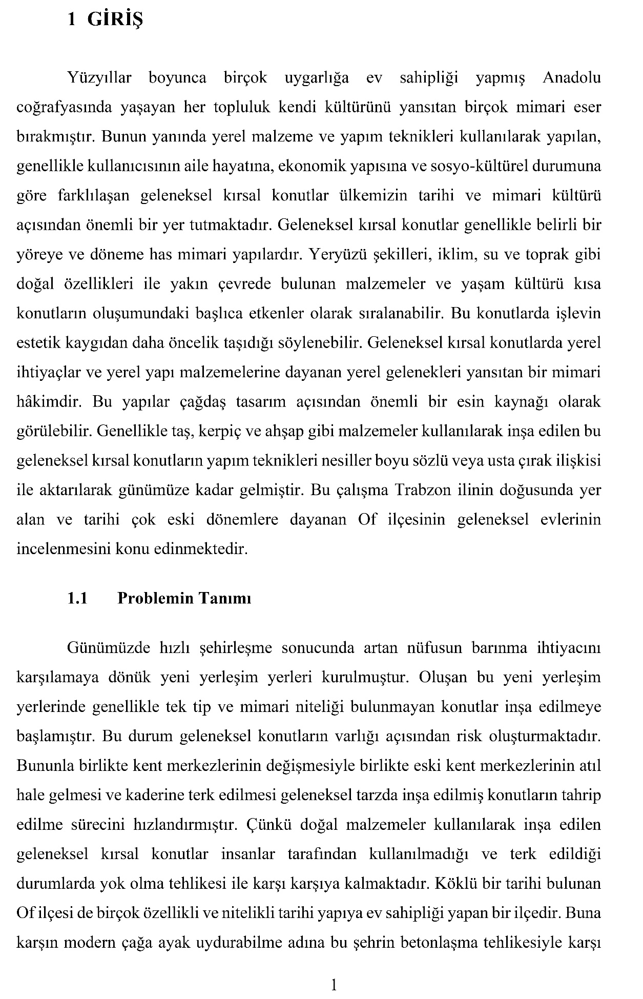 1 GİRİŞ
Yüzyıllar boyunca birçok uygarlığa ev sahipliği yapmış Anadolu
coğrafyasında yaşayan her topluluk kendi kültürünü yansıtan birçok mimari eser
bırakmıştır. Bunun yanında yerel malzeme ve yapım teknikleri kullanılarak yapılan,
genellikle kullanıcısının aile hayatına, ekonomik yapısına ve sosyo-kültürel durumuna
göre farklılaşan geleneksel kırsal konutlar ülkemizin tarihi ve mimari kültürü
açısından önemli bir yer tutmaktadır. Geleneksel kırsal konutlar genellikle belirli bir
yöreye ve döneme has mimari yapılardır. Yeryüzü şekilleri, iklim, su ve toprak gibi
doğal özellikleri ile yakın çevrede bulunan malzemeler ve yaşam kültürü kısa
konutların oluşumundaki başlıca etkenler olarak sıralanabilir. Bu konutlarda işlevin
estetik kaygıdan daha öncelik taşıdığı söylenebilir. Geleneksel kırsal konutlarda yerel
ihtiyaçlar ve yerel yapı malzemelerine dayanan yerel gelenekleri yansıtan bir mimari
hâkimdir. Bu yapılar çağdaş tasarım açısından önemli bir esin kaynağı olarak
görülebilir. Genellikle taş, kerpiç ve ahşap gibi malzemeler kullanılarak inşa edilen bu
geleneksel kırsal konutların yapım teknikleri nesiller boyu sözlü veya usta çırak ilişkisi
ile aktarılarak günümüze kadar gelmiştir. Bu çalışma Trabzon ilinin doğusunda yer
alan ve tarihi çok eski dönemlere dayanan Of ilçesinin geleneksel evlerinin
incelenmesini konu edinmektedir.
1.1 Problemin Tanımı
Günümüzde hızlı şehirleşme sonucunda artan nüfusun barınma ihtiyacını
karşılamaya dönük yeni yerleşim yerleri kurulmuştur. Oluşan bu yeni yerleşim
yerlerinde genellikle tek tip ve mimari niteliği bulunmayan konutlar inşa edilmeye
başlamıştır. Bu durum geleneksel konutların varlığı açısından risk oluşturmaktadır.
Bununla birlikte kent merkezlerinin değişmesiyle birlikte eski kent merkezlerinin atıl
hale gelmesi ve kaderine terk edilmesi geleneksel tarzda inşa edilmiş konutların tahrip
edilme sürecini hızlandırmıştır. Çünkü doğal malzemeler kullanılarak inşa edilen
geleneksel kırsal konutlar insanlar tarafından kullanılmadığı ve terk edildiği
durumlarda yok olma tehlikesi ile karşı karşıya kalmaktadır. Köklü bir tarihi bulunan
Of ilçesi de birçok özellikli ve nitelikli tarihi yapıya ev sahipliği yapan bir ilçedir. Buna
karşın modern çağa ayak uydurabilme adına bu şehrin betonlaşma tehlikesiyle karşı
1